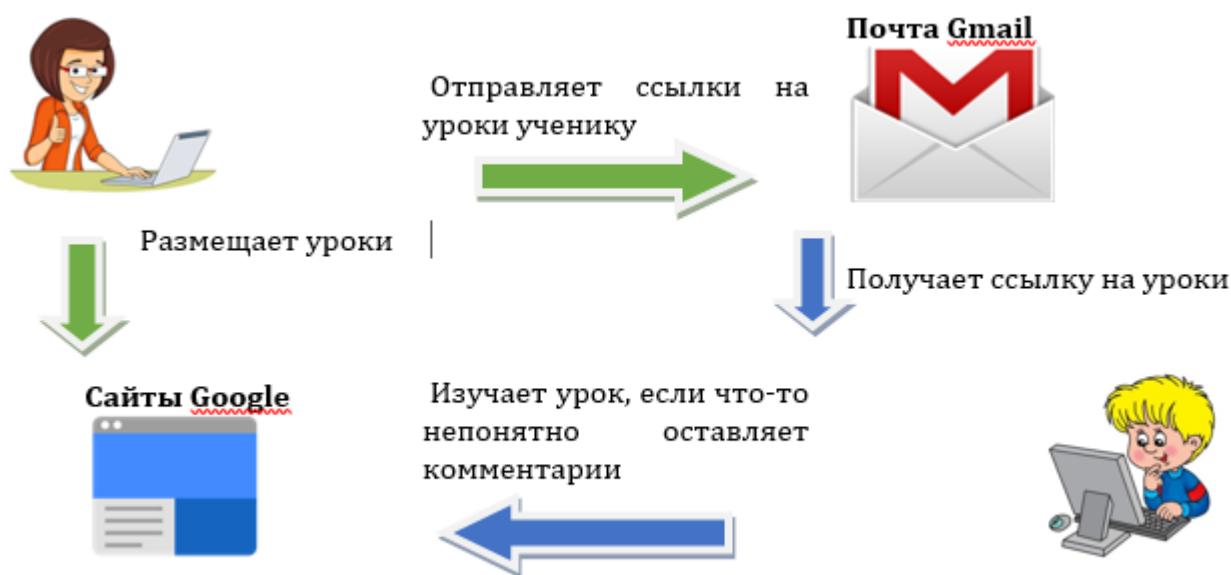 Почта Gmail
Отправляет ссылки на
уроки ученику
Размещает уроки
Получает ссылку на уроки
Сайты Google
Изучает урок, если что-то
непонятно оставляет
комментарии